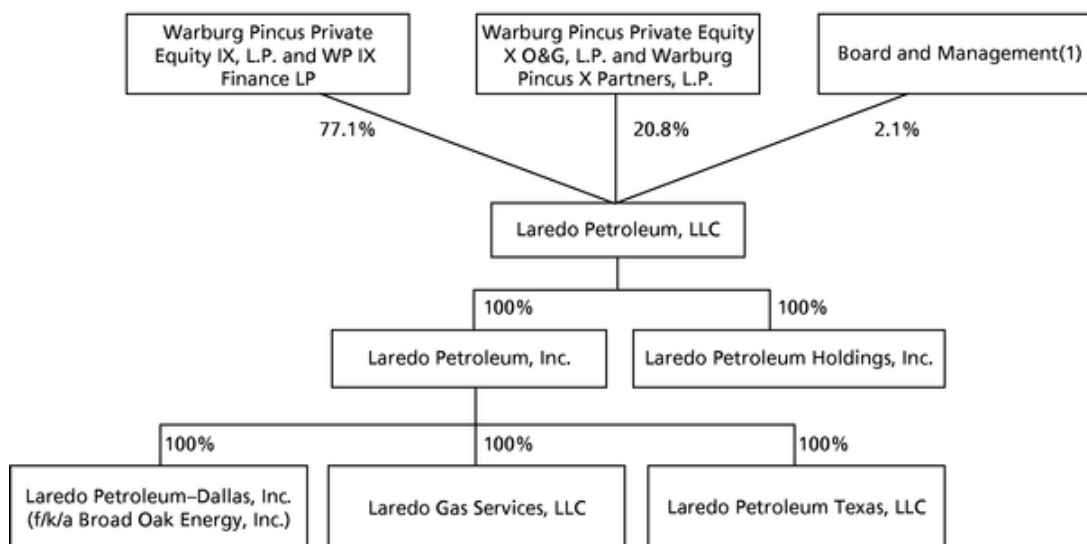 Warburg Pincus Private
Equity IX, L.P. and WP IX
Finance LP
Warburg Pincus Private Equity
X O&G, L.P. and Warburg
Pincus X Partners, L.P.
Board and Management(1)
77.1%
20.8%
2.1%
Laredo Petroleum, LLC
100%
100%
Laredo Petroleum, Inc.
Laredo Petroleum Holdings, Inc.
100%
100%
100%
Laredo Petroleum–Dallas, Inc.
(f/k/a Broad Oak Energy, Inc.)
Laredo Gas Services, LLC
Laredo Petroleum Texas, LLC